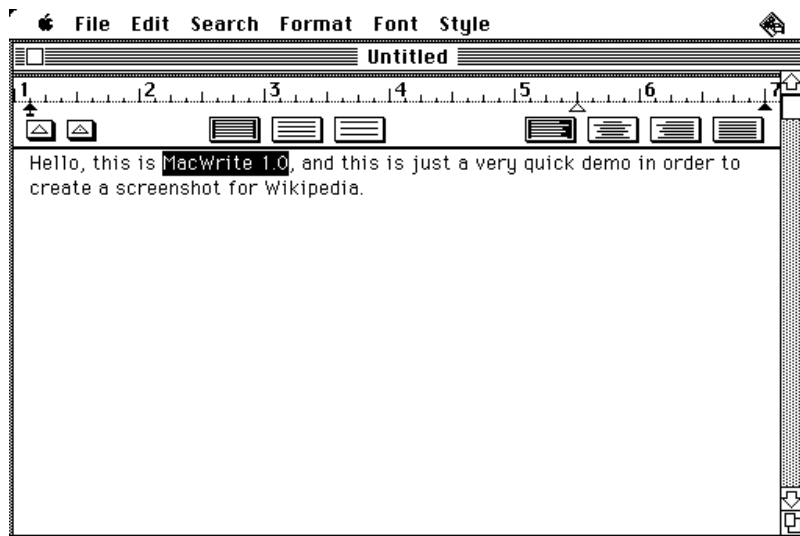 File Edit Search Format Font Style
Untitled
1 2 3 4 5 6 7
Hello, this is MacWrite 1.0, and this is just a very quick demo in order to
create a screenshot for Wikipedia.